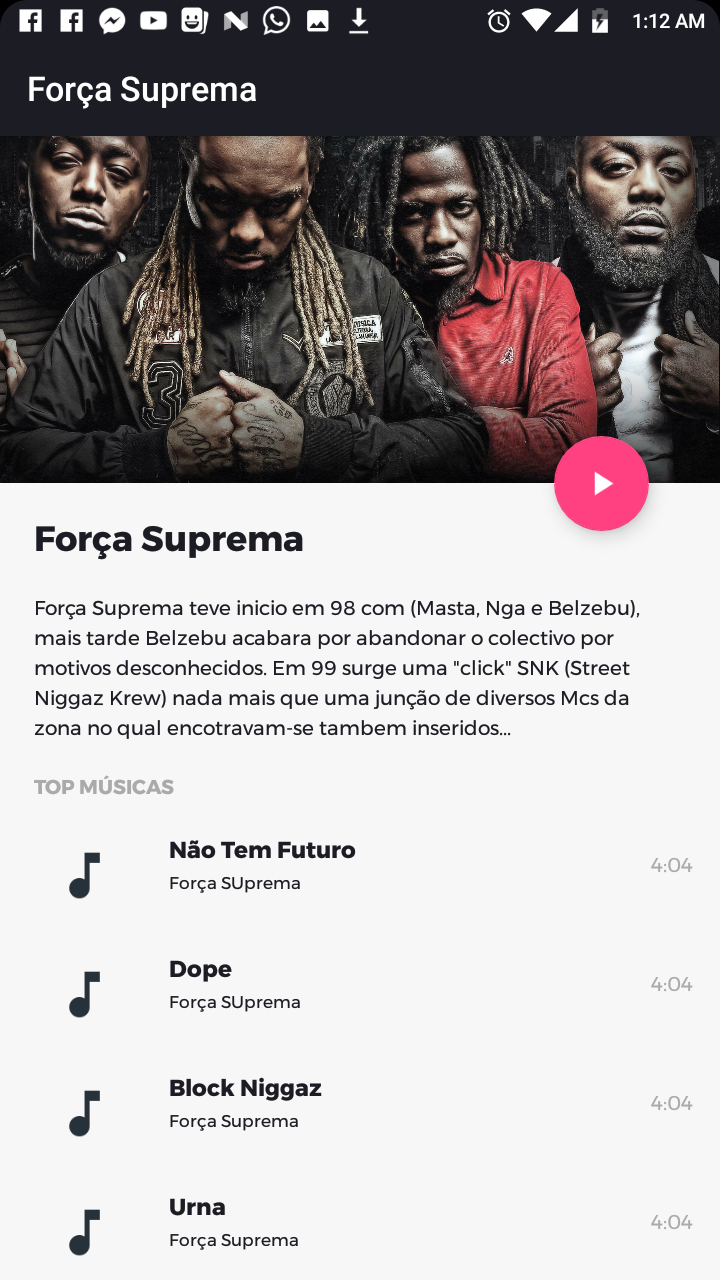 1:12 AM
Força Suprema
3
Força Suprema
Força Suprema teve inicio em 98 com (Masta, Nga e Belzebu),
mais tarde Belzebu acabara por abandonar o colectivo por
motivos desconhecidos. Em 99 surge uma "click" SNK (Street
Niggaz Krew) nada mais que uma junção de diversos Mcs da
zona no qual encotravam-se tambem inseridos...
TOP MÚSICAS
Não Tem Futuro
4:04
Força SUprema
Dope
4:04
Força SUprema
Block Niggaz
4:04
Força Suprema
Urna
4:04
Força Suprema